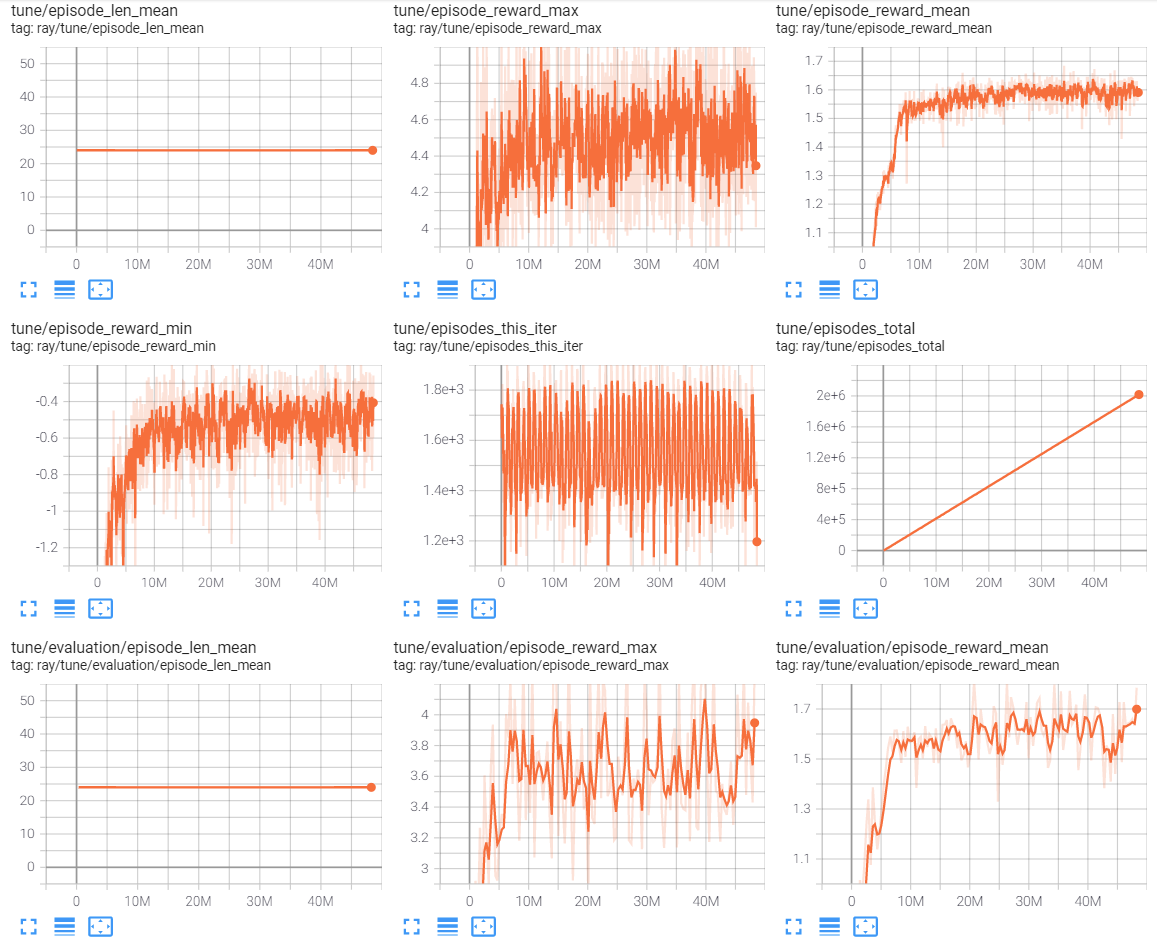 tune/episode_len_mean
tag: ray/tune/episode_len_mean
50
40
30
20
10
0
0 10M 20M 30M 40M
tune/episode_reward_max
tag: ray/tune/episode_reward_max
4.8
4.6
4.4
4.2
4
0 10M 20M 30M 40M
tune/episode_reward_mean
tag: ray/tune/episode_reward_mean
1.7
1.6
1.5
1.4
1.3
1.2
1.1
0 10M 20M 30M 40M
tune/episode_reward_min
tag: ray/tune/episode_reward_min
-0.4
-0.6
-0.8
-1
-1.2
0 10M 20M 30M 40M
tune/episodes_this_iter
tag: ray/tune/episodes_this_iter
1.8e+3
1.6e+3
1.4e+3
1.2e+3
0 10M 20M 30M 40M
tune/episodes_total
tag: ray/tune/episodes_total
2e+6
1.6e+6
1.2e+6
8e+5
4e+5
0
0 10M 20M 30M 40M
tune/evaluation/episode_len_mean
tag: ray/tune/evaluation/episode_len_mean
50
40
30
20
10
0
0 10M 20M 30M 40M
tune/evaluation/episode_reward_max
tag: ray/tune/evaluation/episode_reward_max
4
3.8
3.6
3.4
3.2
3
0 10M 20M 30M 40M
tune/evaluation/episode_reward_mean
tag: ray/tune/evaluation/episode_reward_mean
1.7
1.5
1.3
1.1
0 10M 20M 30M 40M